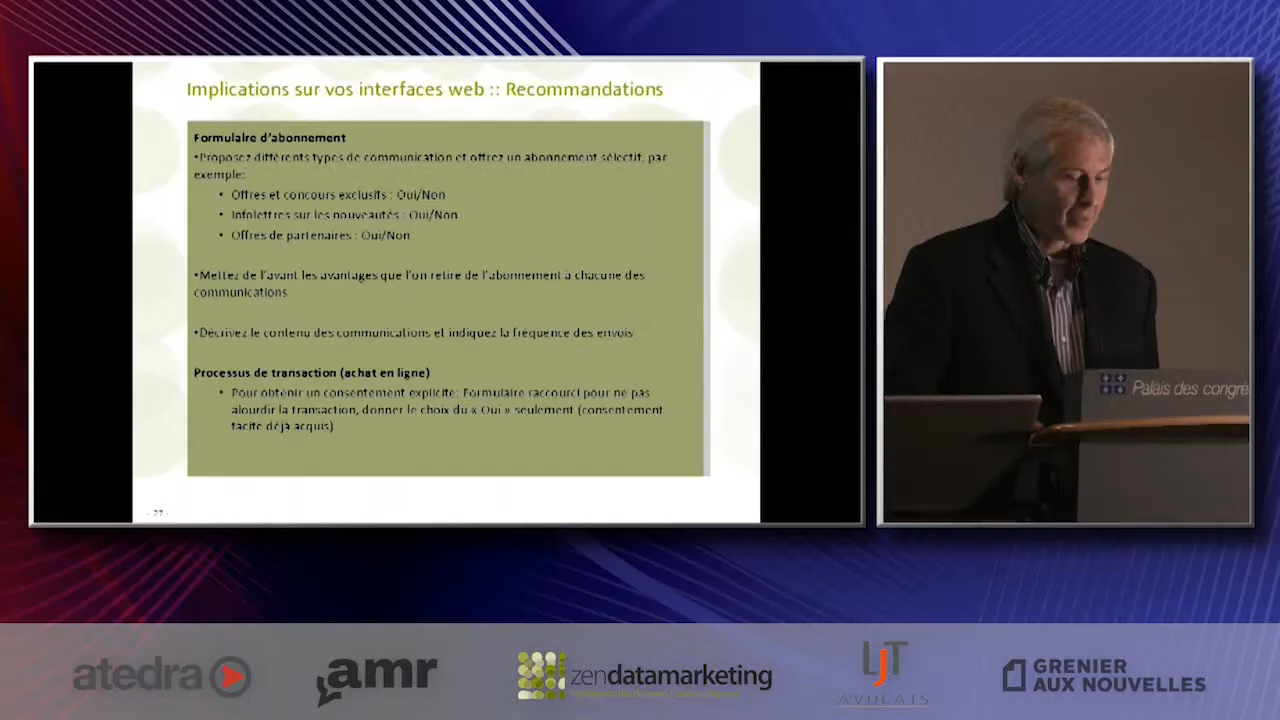 Implications sur vos interfaces web :: Recommandations
Formulaire d'abonnement
•Proposez différents types de communication et offrez un abonnement sélectif, par
exemple:
• Offres et concours exclusifs : Oui/Non
• Infolettres sur les nouveautés : Oui/Non
• Offres de partenaires : Oui/Non
•Mettez de l'avant les avantages que l'on retire de l'abonnement à chacune des
communications
•Décrivez le contenu des communications et indiquez la fréquence des envois
Processus de transaction (achat en ligne)
• Pour obtenir un consentement explicite: Formulaire raccourci pour ne pas
alourdir la transaction, donner le choix du « Oui » seulement (consentement
tacite déjà acquis)
- 27 -
Palais des congrè
atedra
amr
zendatamarketing
LJT
AVOCATS
GRENIER
AUX NOUVELLES